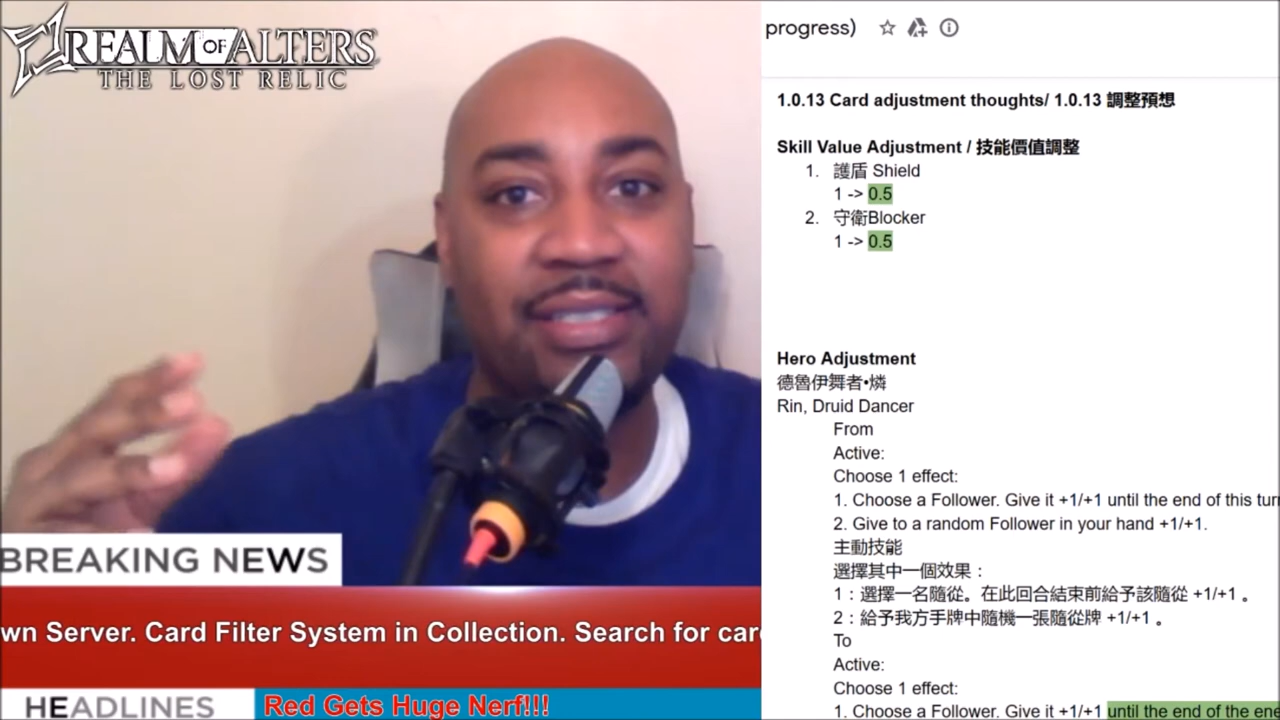 REALM OF ALTERS
THE LOST RELIC
BREAKING NEWS
wn Server. Card Filter System in Collection. Search for car
HEADLINES
Red Gets Huge Nerf!!!
progress)
1.0.13 Card adjustment thoughts/ 1.0.13 調整預想
Skill Value Adjustment / 技能價值調整
1. 護盾 Shield
1 -> 0.5
2. 守衛Blocker
1 -> 0.5
Hero Adjustment
德魯伊舞者•燐
Rin, Druid Dancer
From
Active:
Choose 1 effect:
1. Choose a Follower. Give it +1/+1 until the end of this tur
2. Give to a random Follower in your hand +1/+1.
主動技能
選擇其中一個效果：
1：選擇一名隨從。在此回合結束前給予該隨從 +1/+1 。
2：給予我方手牌中隨機一張隨從牌 +1/+1 。
To
Active:
Choose 1 effect:
1. Choose a Follower. Give it +1/+1 until the end of the ene